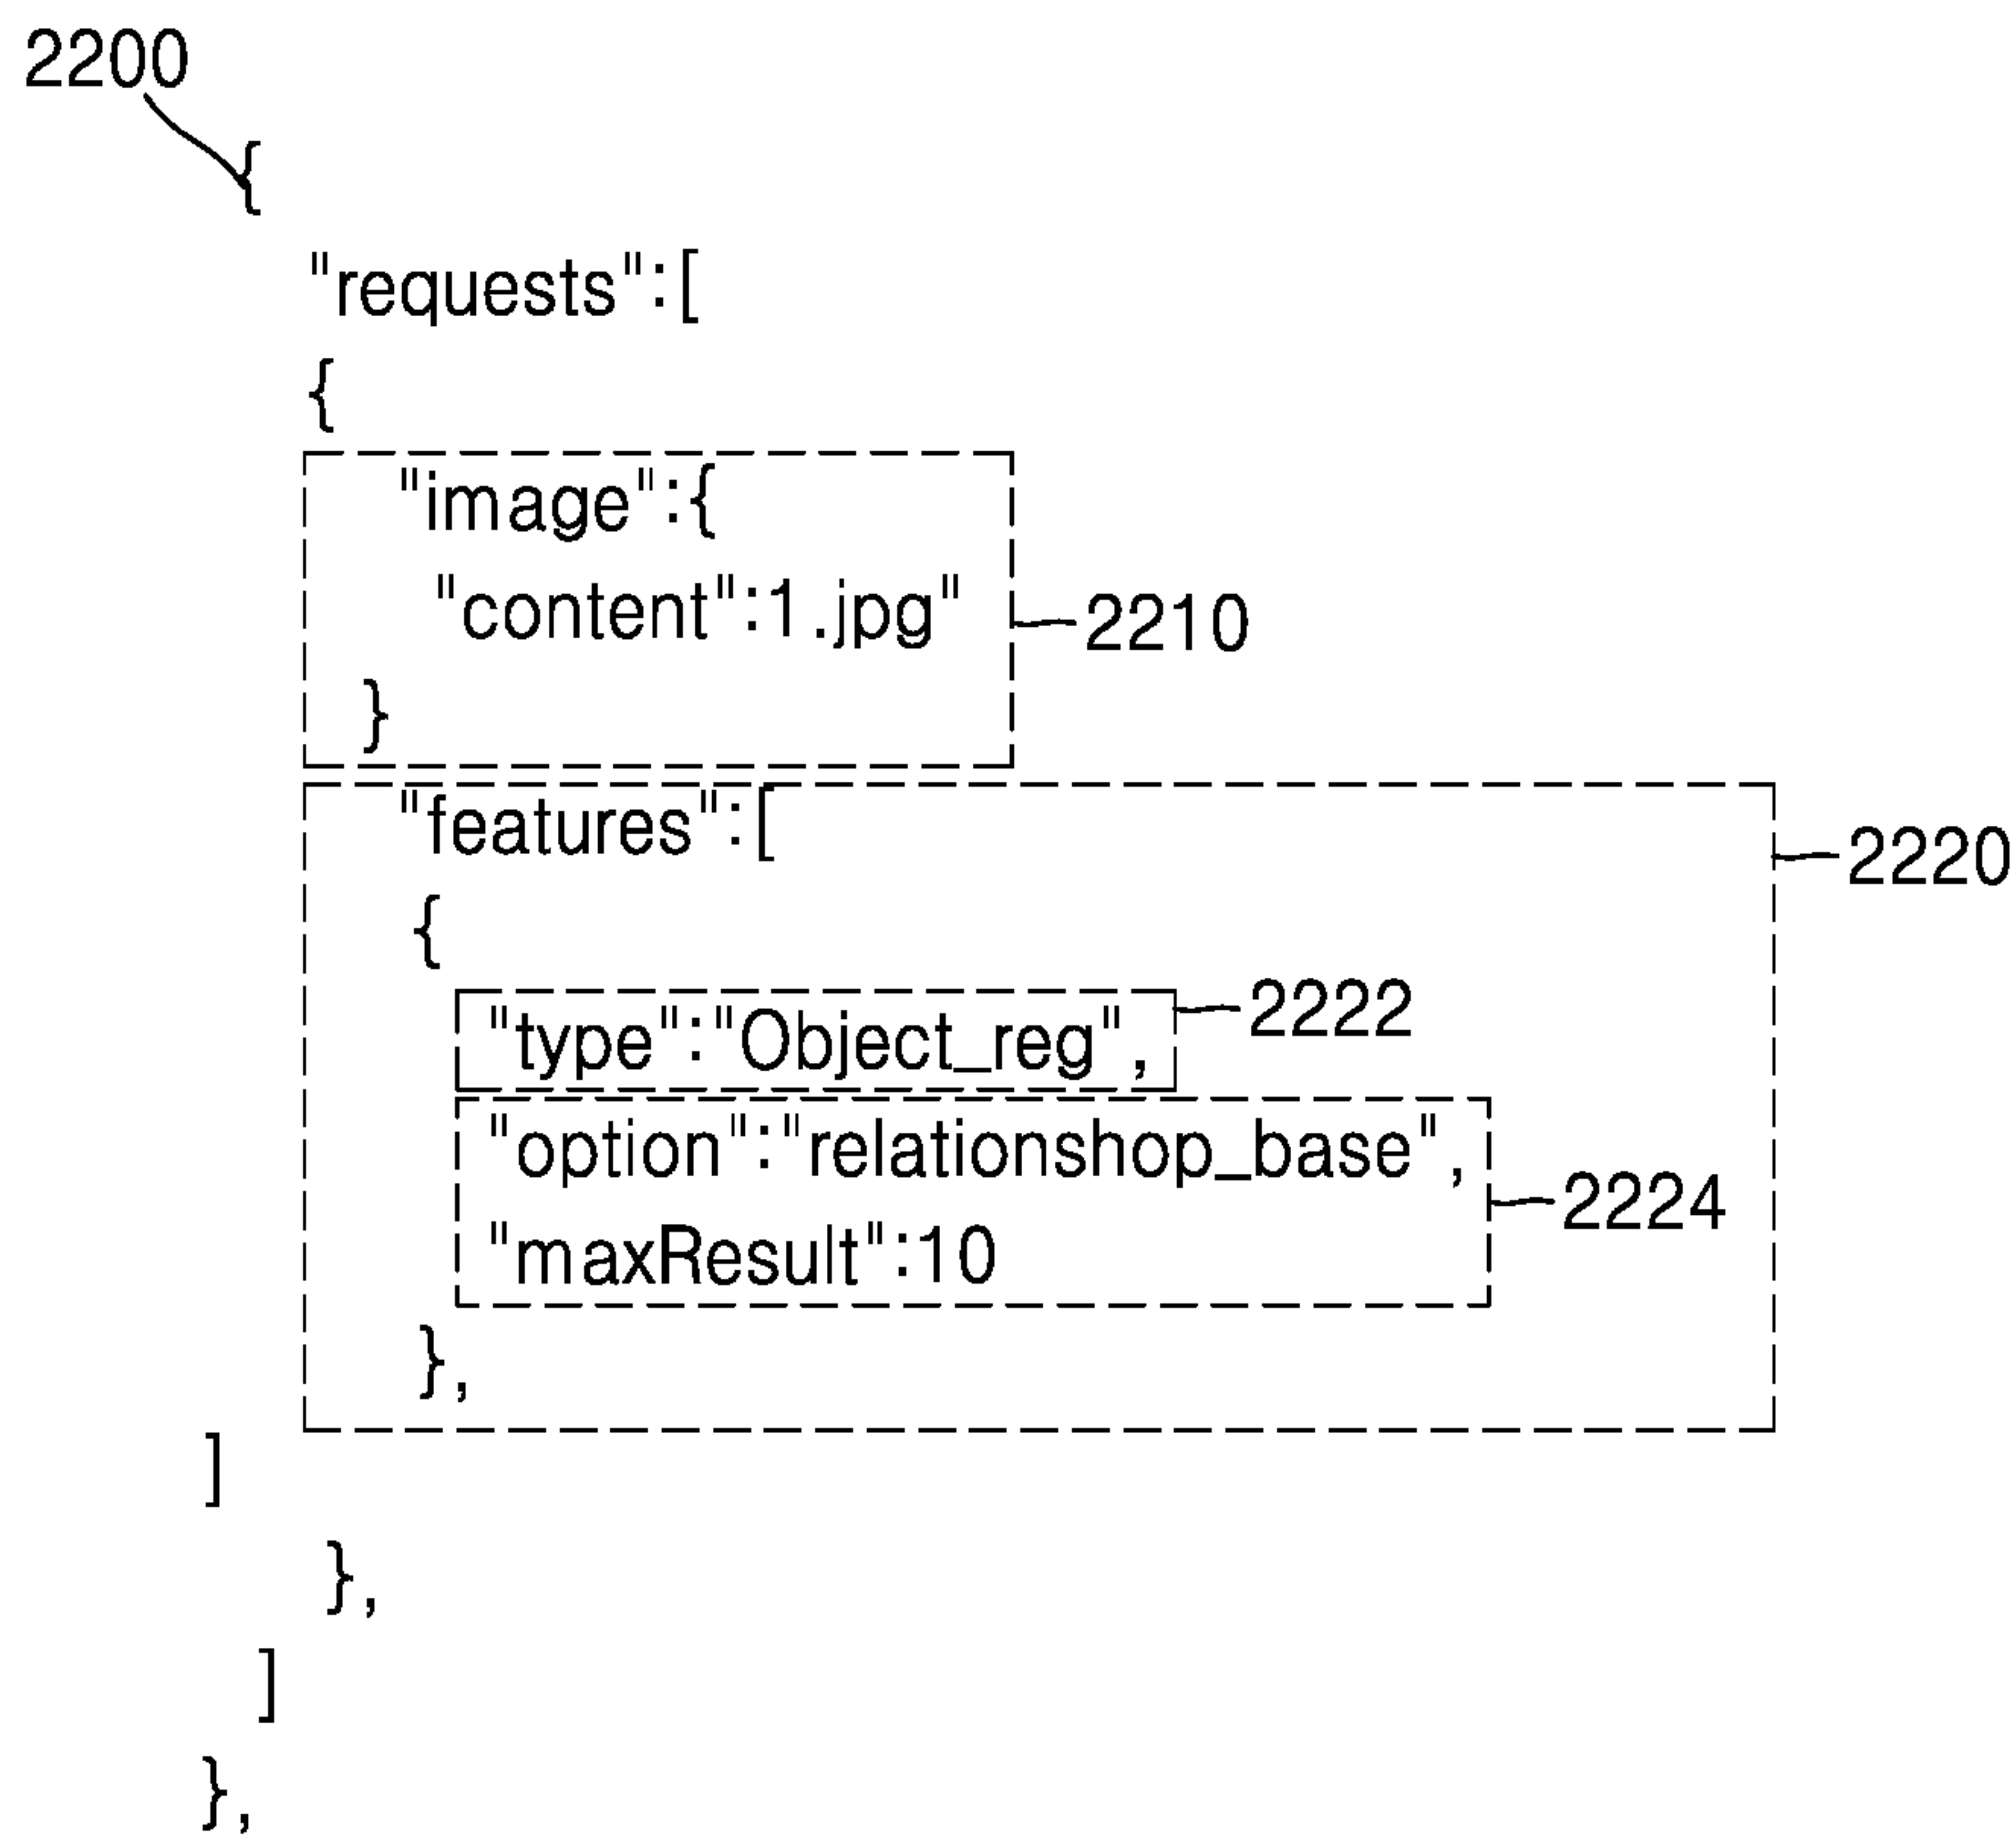 2200
{
"requests":[
{
"image":{
"content":1.jpg"
2210
}
"features":[
2220
{
"type":"Object_reg",
2222
"option":"relationshop_base",
2224
"maxResult":10
},
]
},
]
},